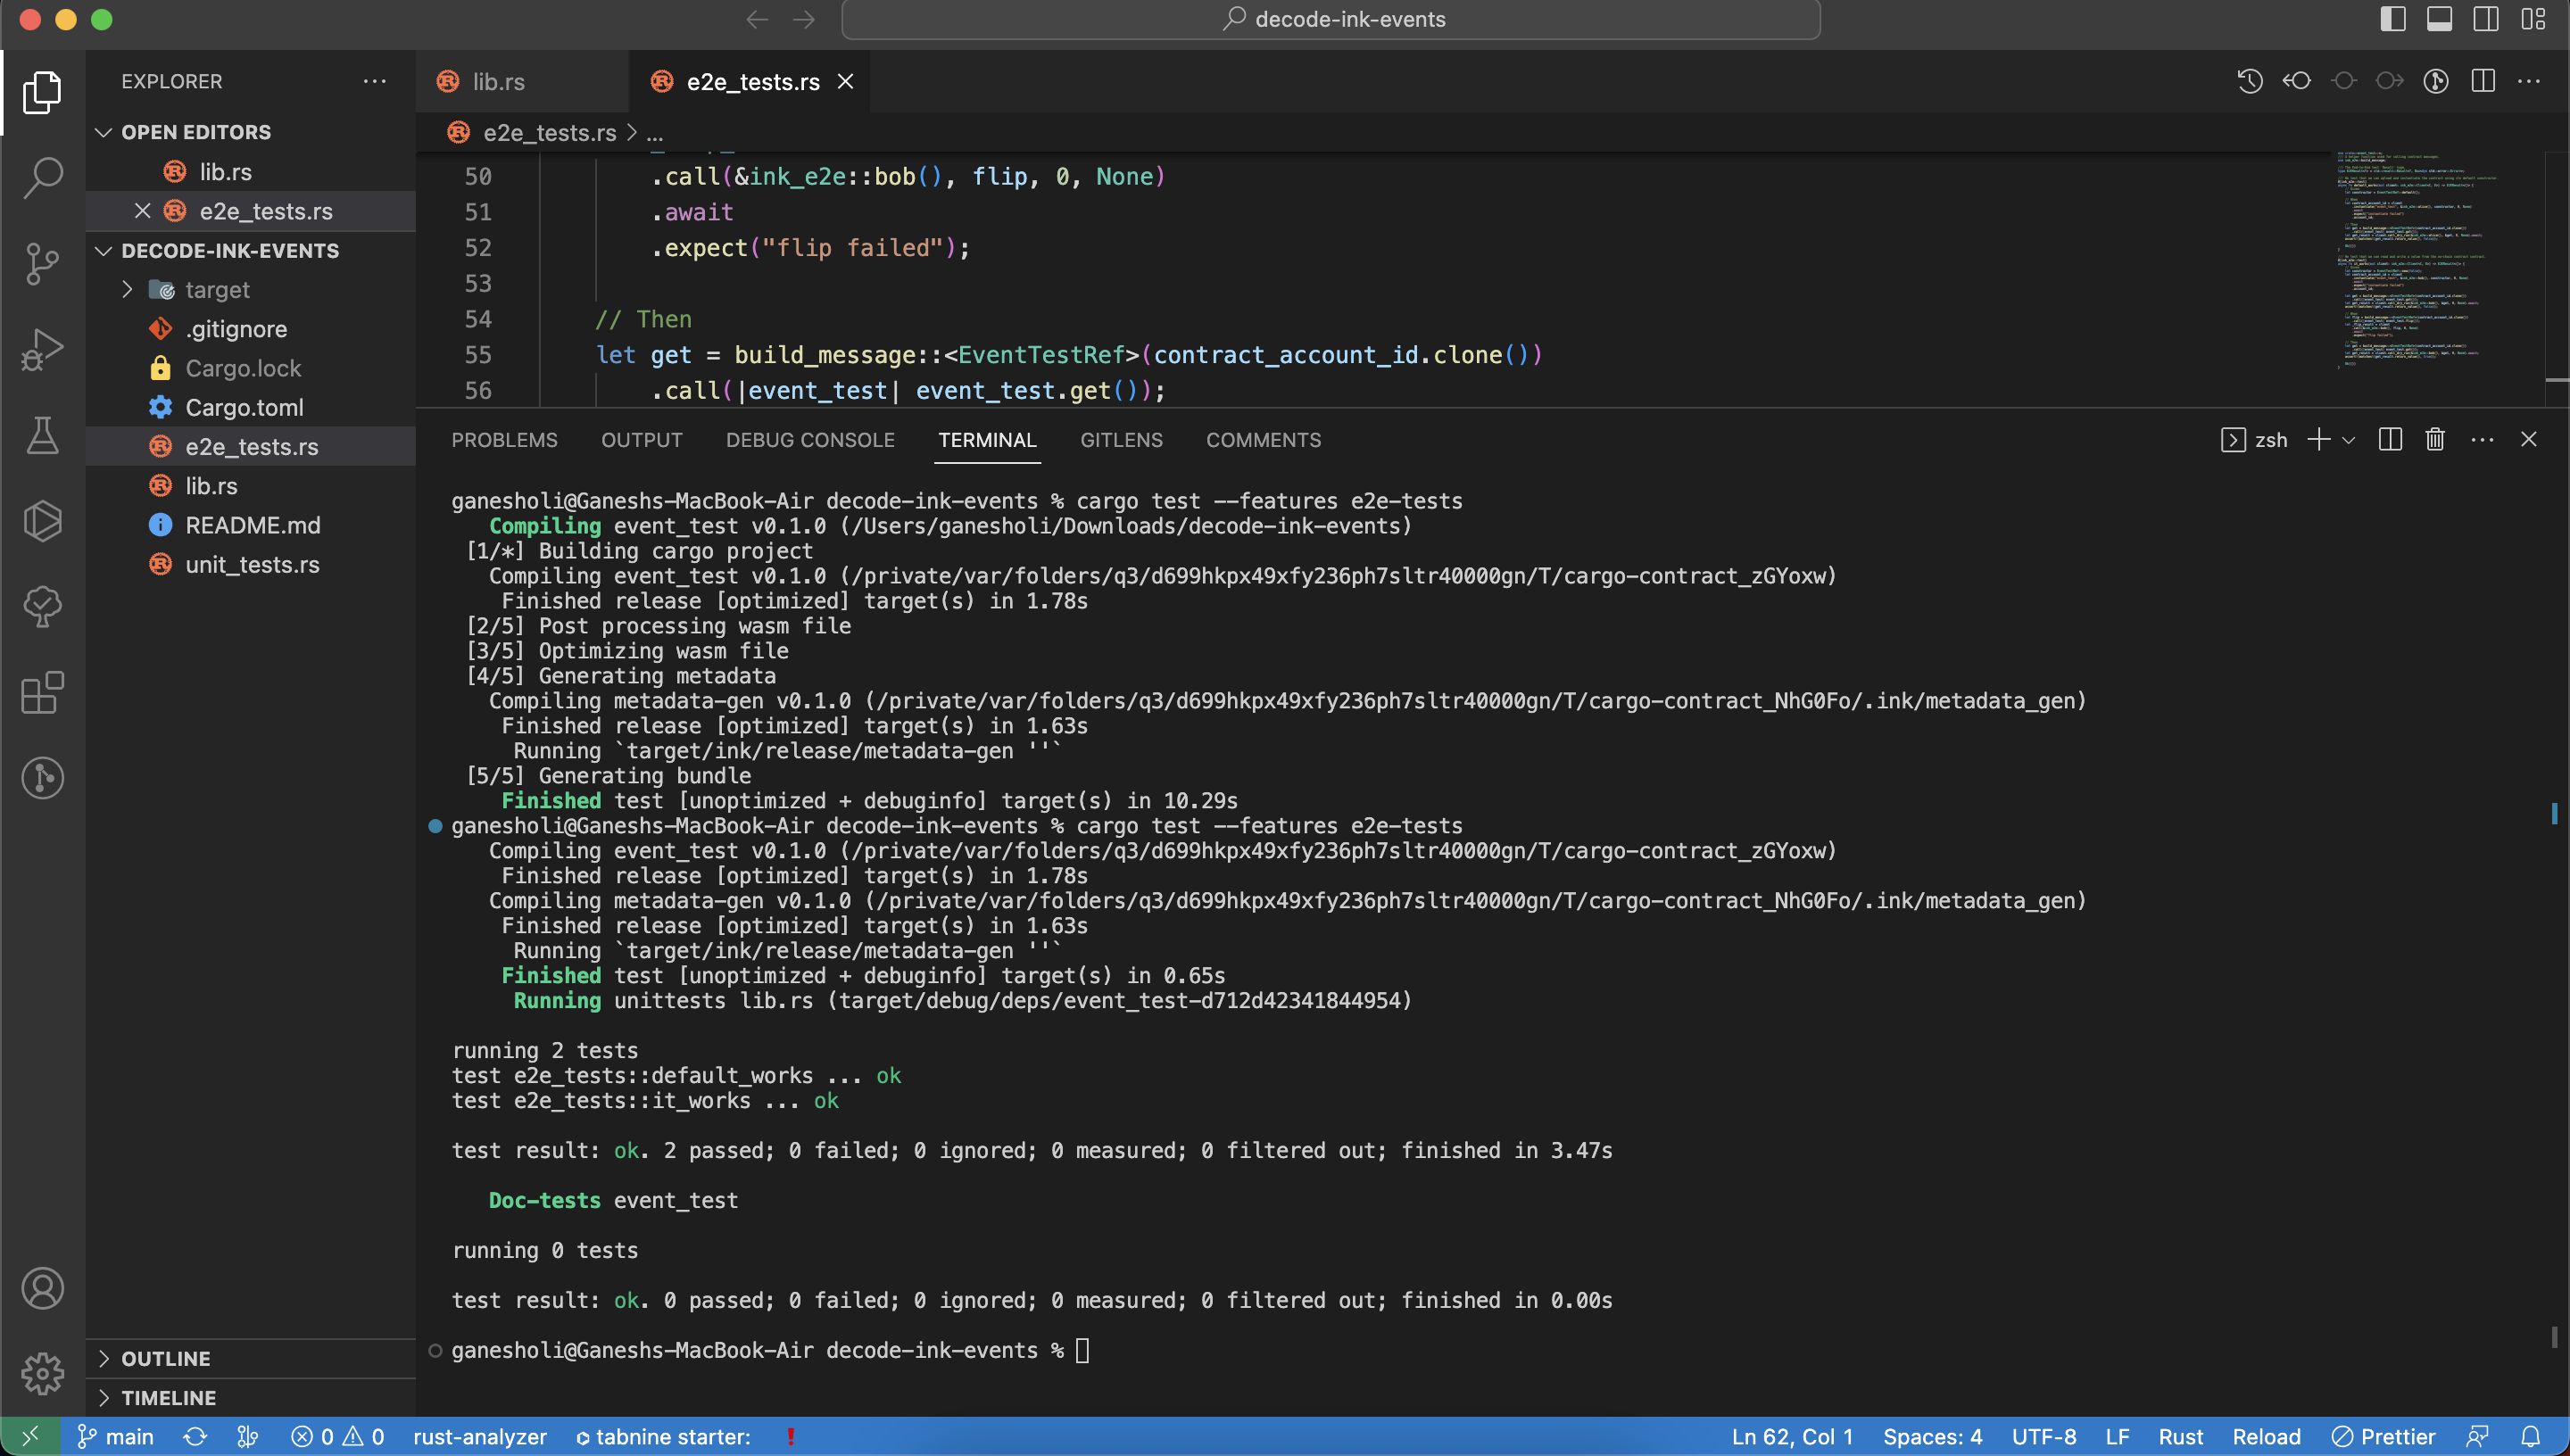 decode-ink-events
EXPLORER
OPEN EDITORS
lib.rs
e2e_tests.rs
DECODE-INK-EVENTS
target
.gitignore
Cargo.lock
Cargo.toml
e2e_tests.rs
lib.rs
README.md
unit_tests.rs
OUTLINE
TIMELINE
lib.rs
e2e_tests.rs
e2e_tests.rs > ...
50 .call(&ink_e2e::bob(), flip, 0, None)
51 .await
52 .expect("flip failed");
53
54 // Then
55 let get = build_message::<EventTestRef>(contract_account_id.clone())
56 .call(|event_test| event_test.get());
PROBLEMS OUTPUT DEBUG CONSOLE TERMINAL GITLENS COMMENTS
zsh
ganesholi@Ganeshs-MacBook-Air decode-ink-events % cargo test --features e2e-tests
Compiling event_test v0.1.0 (/Users/ganesholi/Downloads/decode-ink-events)
[1/*] Building cargo project
Compiling event_test v0.1.0 (/private/var/folders/q3/d699hkpx49xfy236ph7sltr40000gn/T/cargo-contract_zGYoxw)
Finished release [optimized] target(s) in 1.78s
[2/5] Post processing wasm file
[3/5] Optimizing wasm file
[4/5] Generating metadata
Compiling metadata-gen v0.1.0 (/private/var/folders/q3/d699hkpx49xfy236ph7sltr40000gn/T/cargo-contract_NhG0Fo/.ink/metadata_gen)
Finished release [optimized] target(s) in 1.63s
Running `target/ink/release/metadata-gen ''`
[5/5] Generating bundle
Finished test [unoptimized + debuginfo] target(s) in 10.29s
ganesholi@Ganeshs-MacBook-Air decode-ink-events % cargo test --features e2e-tests
Compiling event_test v0.1.0 (/private/var/folders/q3/d699hkpx49xfy236ph7sltr40000gn/T/cargo-contract_zGYoxw)
Finished release [optimized] target(s) in 1.78s
Compiling metadata-gen v0.1.0 (/private/var/folders/q3/d699hkpx49xfy236ph7sltr40000gn/T/cargo-contract_NhG0Fo/.ink/metadata_gen)
Finished release [optimized] target(s) in 1.63s
Running `target/ink/release/metadata-gen ''`
Finished test [unoptimized + debuginfo] target(s) in 0.65s
Running unittests lib.rs (target/debug/deps/event_test-d712d42341844954)
running 2 tests
test e2e_tests::default_works ... ok
test e2e_tests::it_works ... ok
test result: ok. 2 passed; 0 failed; 0 ignored; 0 measured; 0 filtered out; finished in 3.47s
Doc-tests event_test
running 0 tests
test result: ok. 0 passed; 0 failed; 0 ignored; 0 measured; 0 filtered out; finished in 0.00s
ganesholi@Ganeshs-MacBook-Air decode-ink-events %
main 0 0 rust-analyzer tabnine starter: ! Ln 62, Col 1 Spaces: 4 UTF-8 LF Rust Reload Prettier